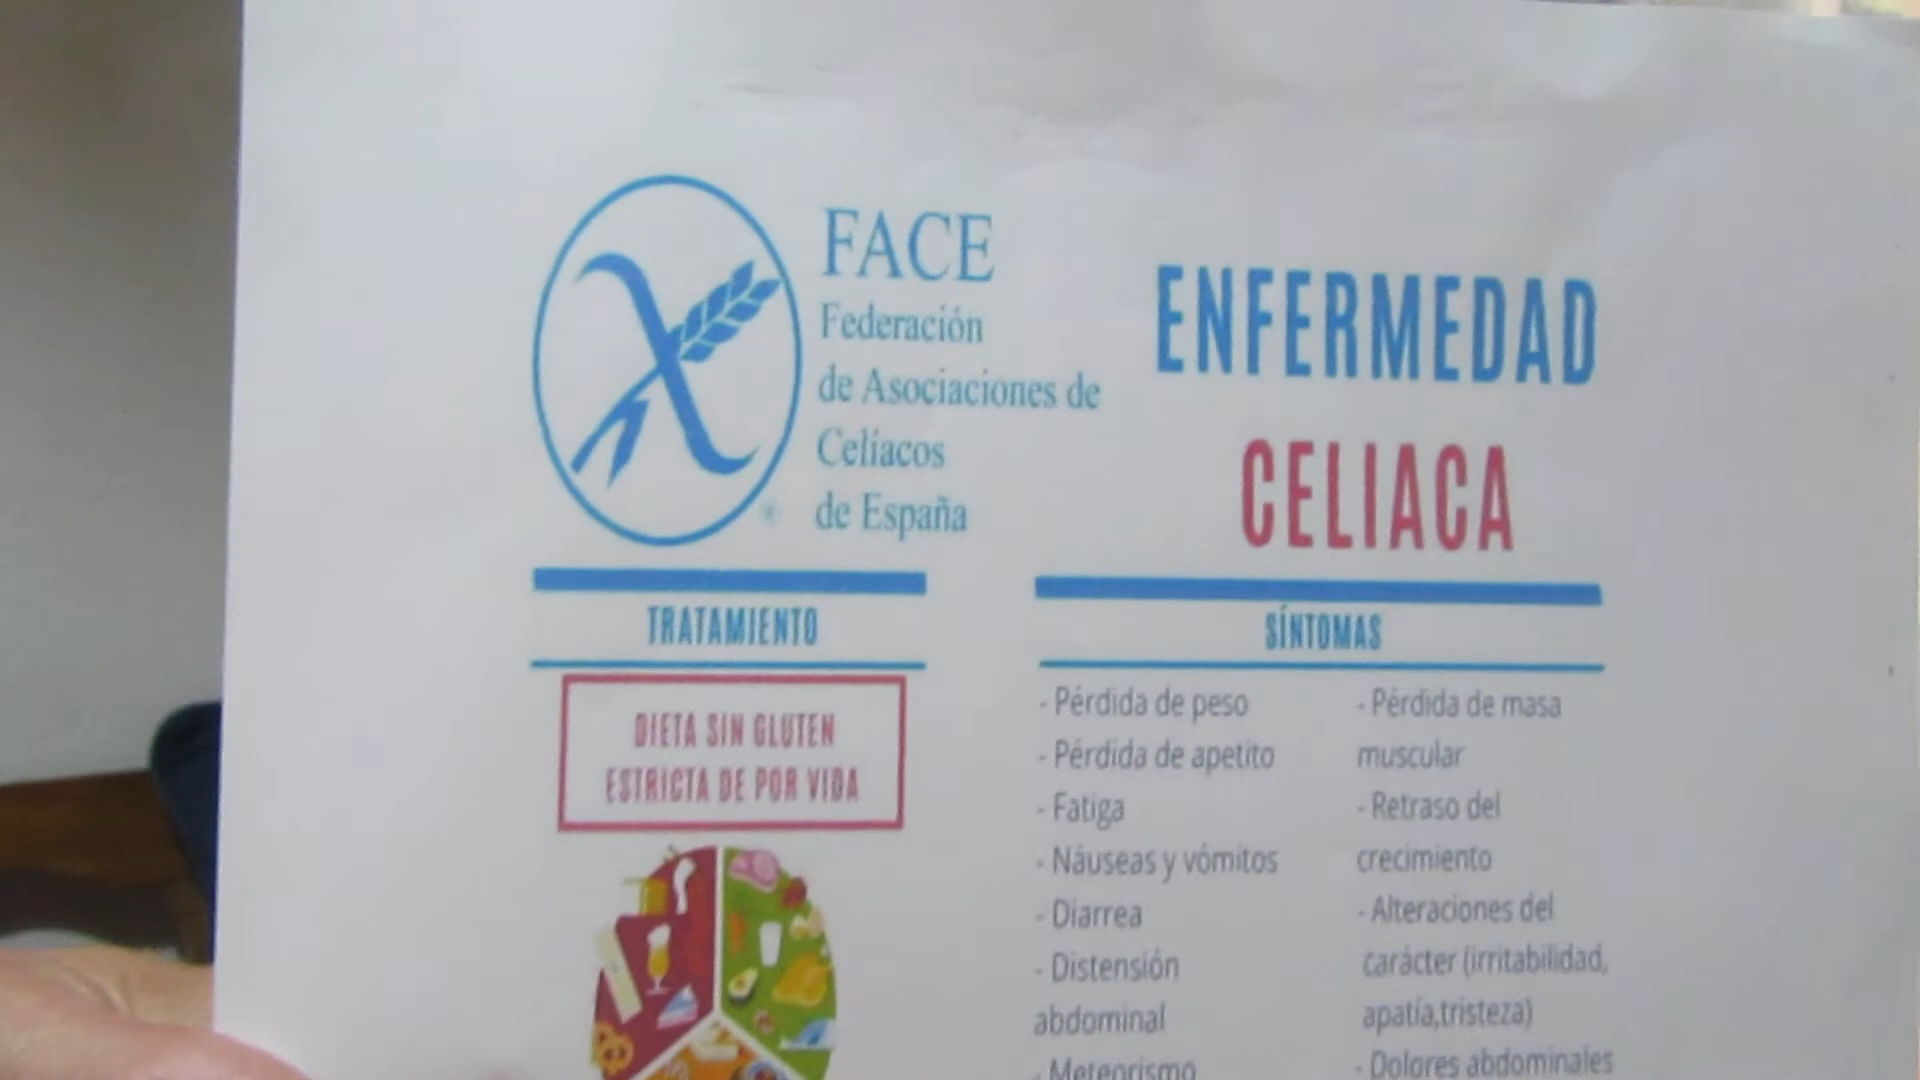 FACE
Federación
de Asociaciones de
Celíacos
de España
ENFERMEDAD
CELIACA
TRATAMIENTO
DIETA SIN GLUTEN
ESTRICTA DE POR VIDA
SÍNTOMAS
- Pérdida de peso
- Pérdida de apetito
- Fatiga
- Náuseas y vómitos
- Diarrea
- Distensión
abdominal
- Meteorismo
- Pérdida de masa
muscular
- Retraso del
crecimiento
- Alteraciones del
carácter (irritabilidad,
apatía,tristeza)
- Dolores abdominales